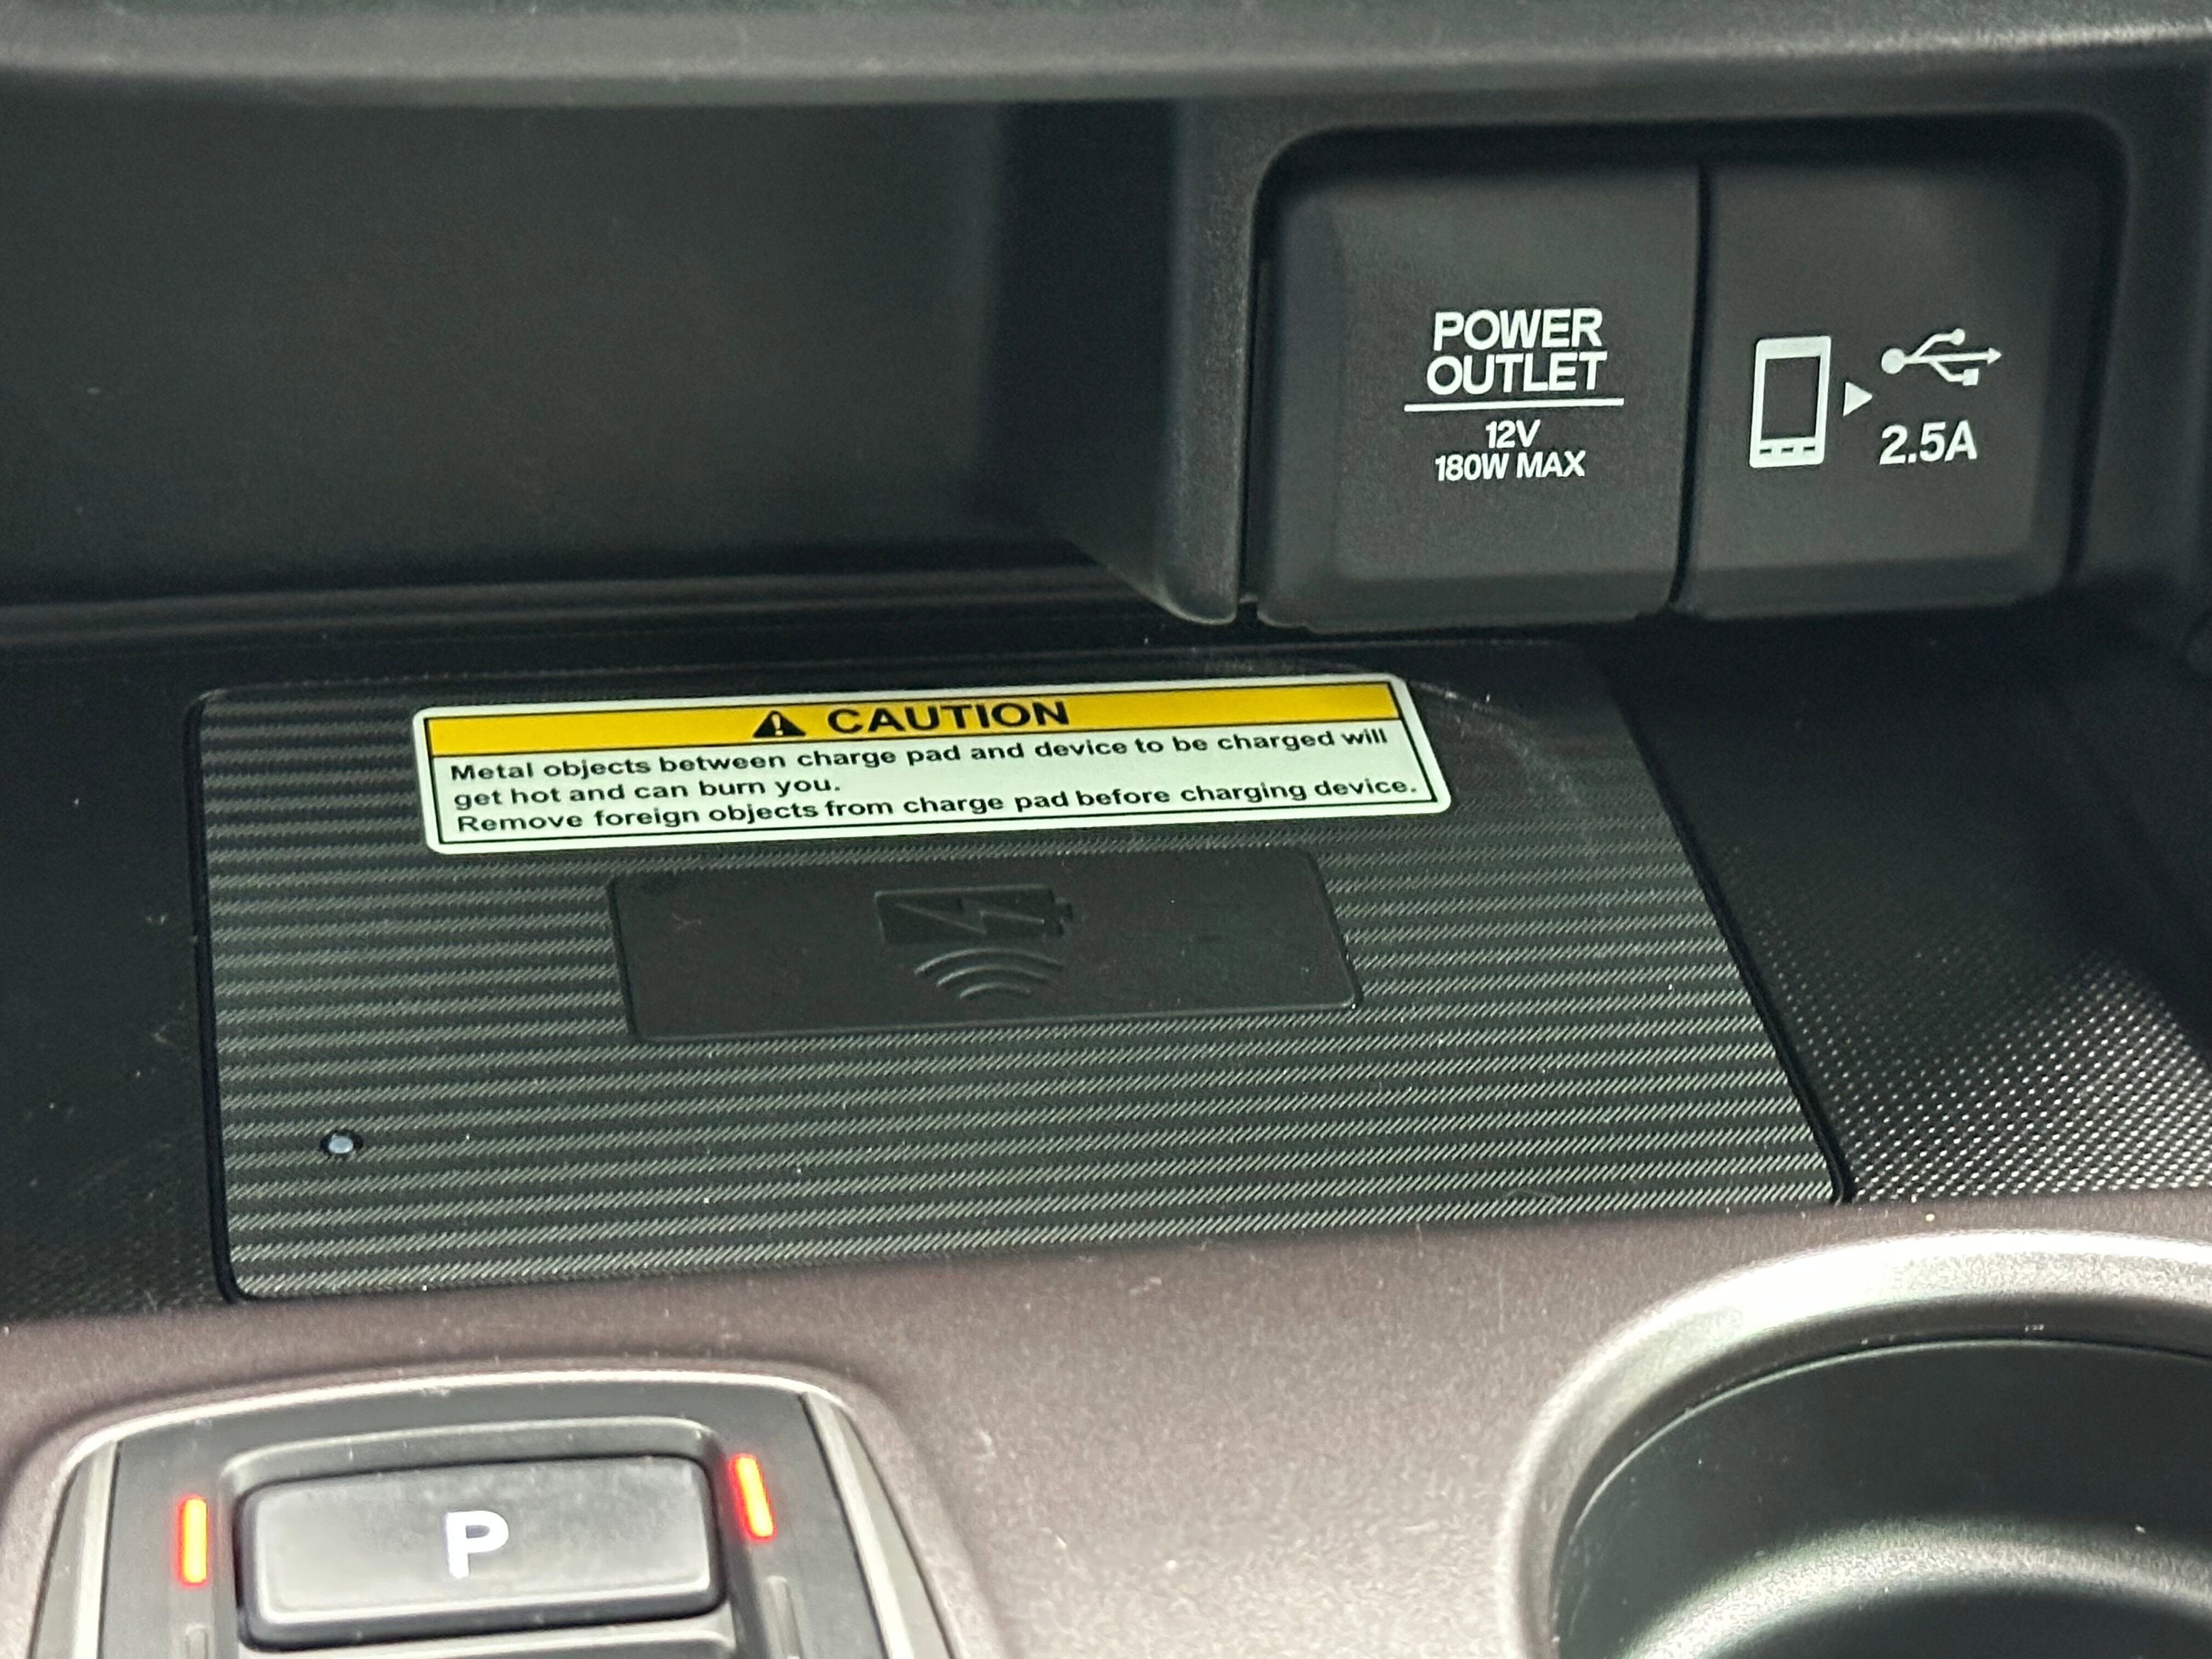 POWER
OUTLET
12V
180W MAX
2.5A
CAUTION
Metal objects between charge pad and device to be charged will
get hot and can burn you.
Remove foreign objects from charge pad before charging device.
P